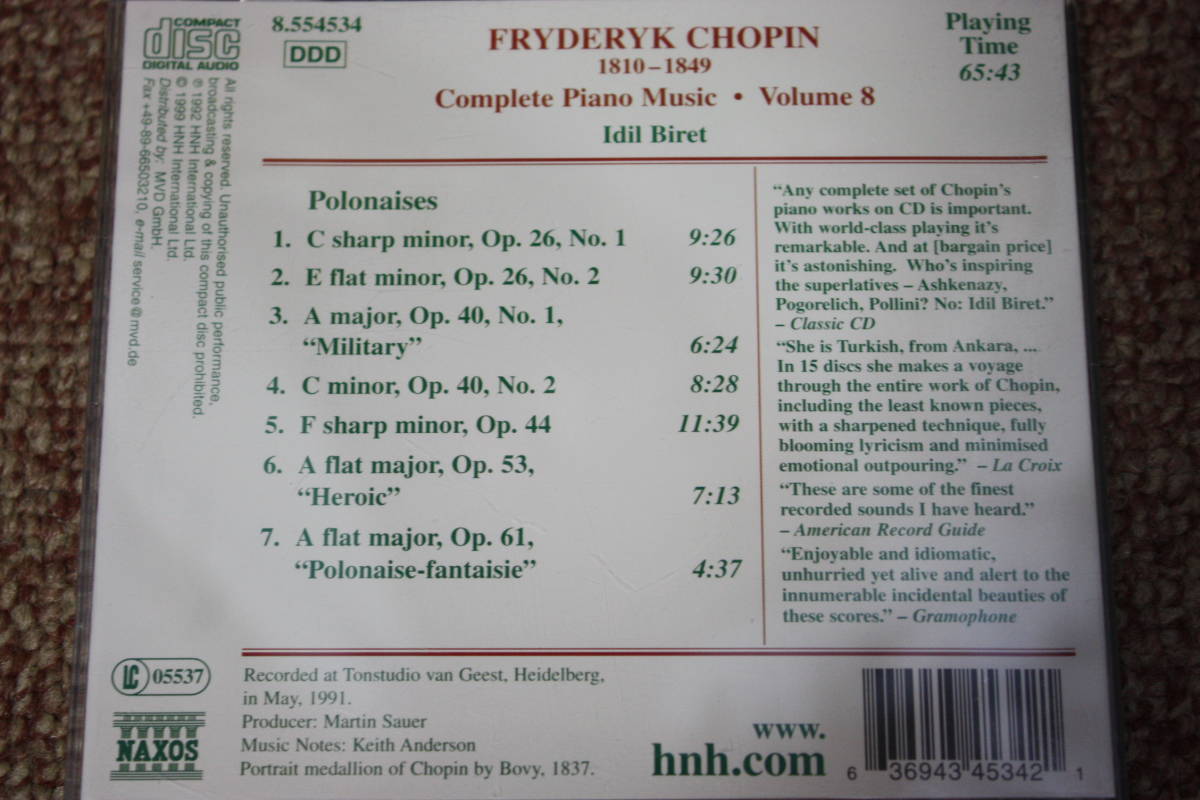 COMPACT
disc
DIGITAL AUDIO
8.554534
DDD
FRYDERYK CHOPIN
1810–1849
Complete Piano Music • Volume 8
Idil Biret
Playing
Time
65:43
All rights reserved. Unauthorised public performance,
broadcasting & copying of this compact disc prohibited.
℗ 1992 HNH International Ltd.
© 1999 HNH International Ltd.
Distributed by: MVD GmbH,
Fax +49-89-66503210, e-mail service@mvd.de
Polonaises
1. C sharp minor, Op. 26, No. 1 9:26
2. E flat minor, Op. 26, No. 2 9:30
3. A major, Op. 40, No. 1,
“Military” 6:24
4. C minor, Op. 40, No. 2 8:28
5. F sharp minor, Op. 44 11:39
6. A flat major, Op. 53,
“Heroic” 7:13
7. A flat major, Op. 61,
“Polonaise-fantaisie” 4:37
“Any complete set of Chopin’s
piano works on CD is important.
With world-class playing it’s
remarkable. And at [bargain price]
it’s astonishing. Who’s inspiring
the superlatives – Ashkenazy,
Pogorelich, Pollini? No: Idil Biret.”
– Classic CD
“She is Turkish, from Ankara, ...
In 15 discs she makes a voyage
through the entire work of Chopin,
including the least known pieces,
with a sharpened technique, fully
blooming lyricism and minimised
emotional outpouring.” – La Croix
“These are some of the finest
recorded sounds I have heard.”
– American Record Guide
“Enjoyable and idiomatic,
unhurried yet alive and alert to the
innumerable incidental beauties of
these scores.” – Gramophone
LC 05537
NAXOS
Recorded at Tonstudio van Geest, Heidelberg,
in May, 1991.
Producer: Martin Sauer
Music Notes: Keith Anderson
Portrait medallion of Chopin by Bovy, 1837.
www.
hnh.com
6 36943 45342 1